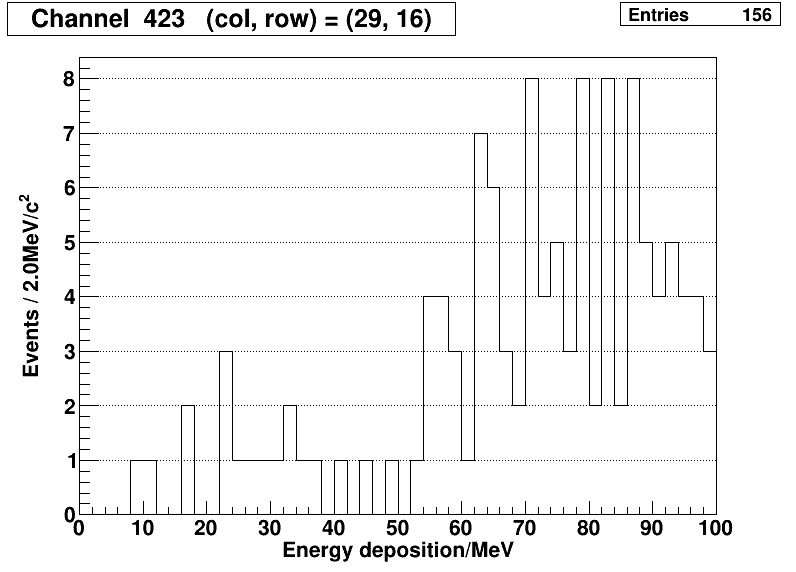 Channel 423 (col, row) = (29, 16)
Entries 156
Events / 2.0MeV/c²
8
7
6
5
4
3
2
1
0
0 10 20 30 40 50 60 70 80 90 100
Energy deposition/MeV